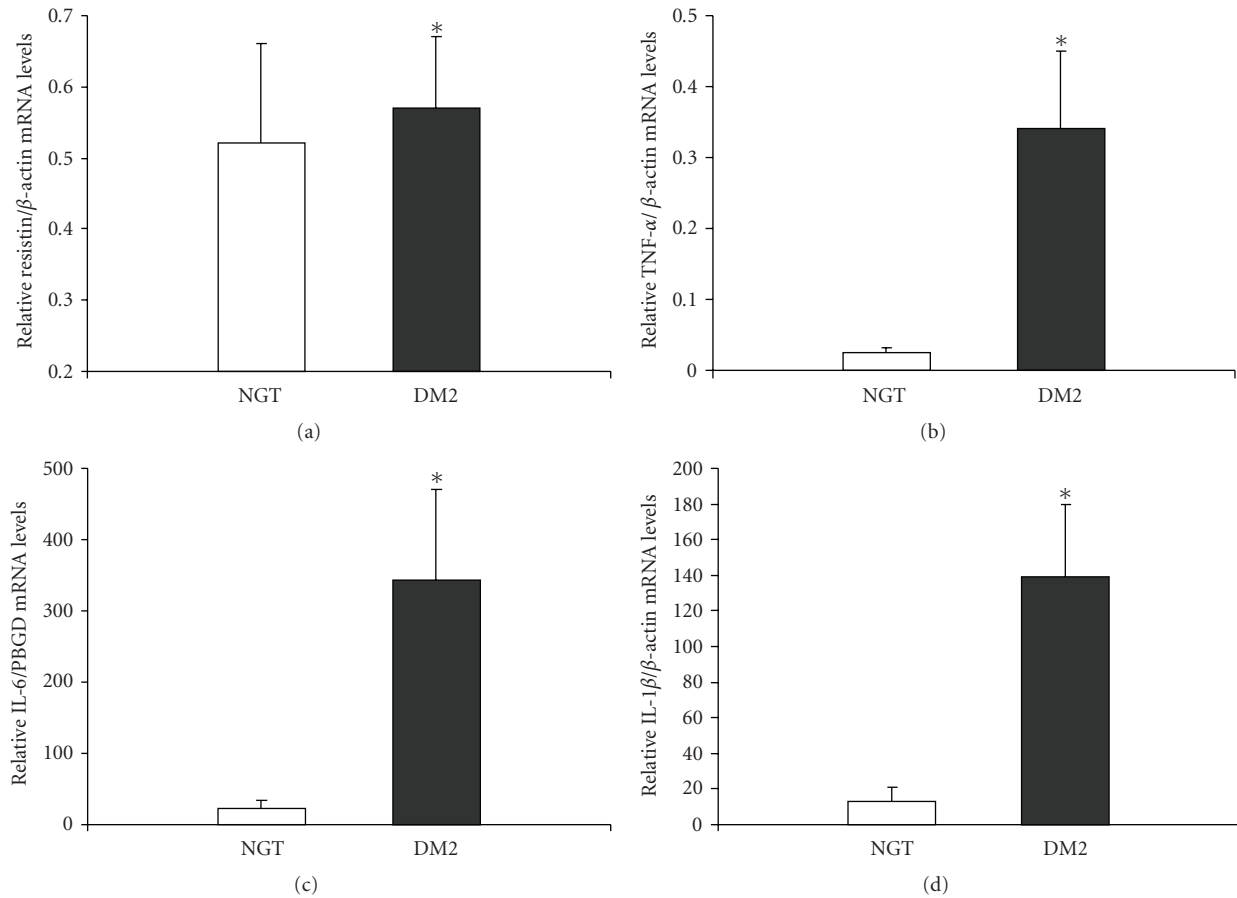 Relative resistin/β-actin mRNA levels
0.7
0.6
0.5
0.4
0.3
0.2
*
NGT
DM2
(a)
Relative TNF-α/ β-actin mRNA levels
0.5
0.4
0.3
0.2
0.1
0
*
NGT
DM2
(b)
Relative IL-6/PBGD mRNA levels
500
400
300
200
100
0
*
NGT
DM2
(c)
Relative IL-1β/β-actin mRNA levels
200
180
160
140
120
100
80
60
40
20
0
*
NGT
DM2
(d)